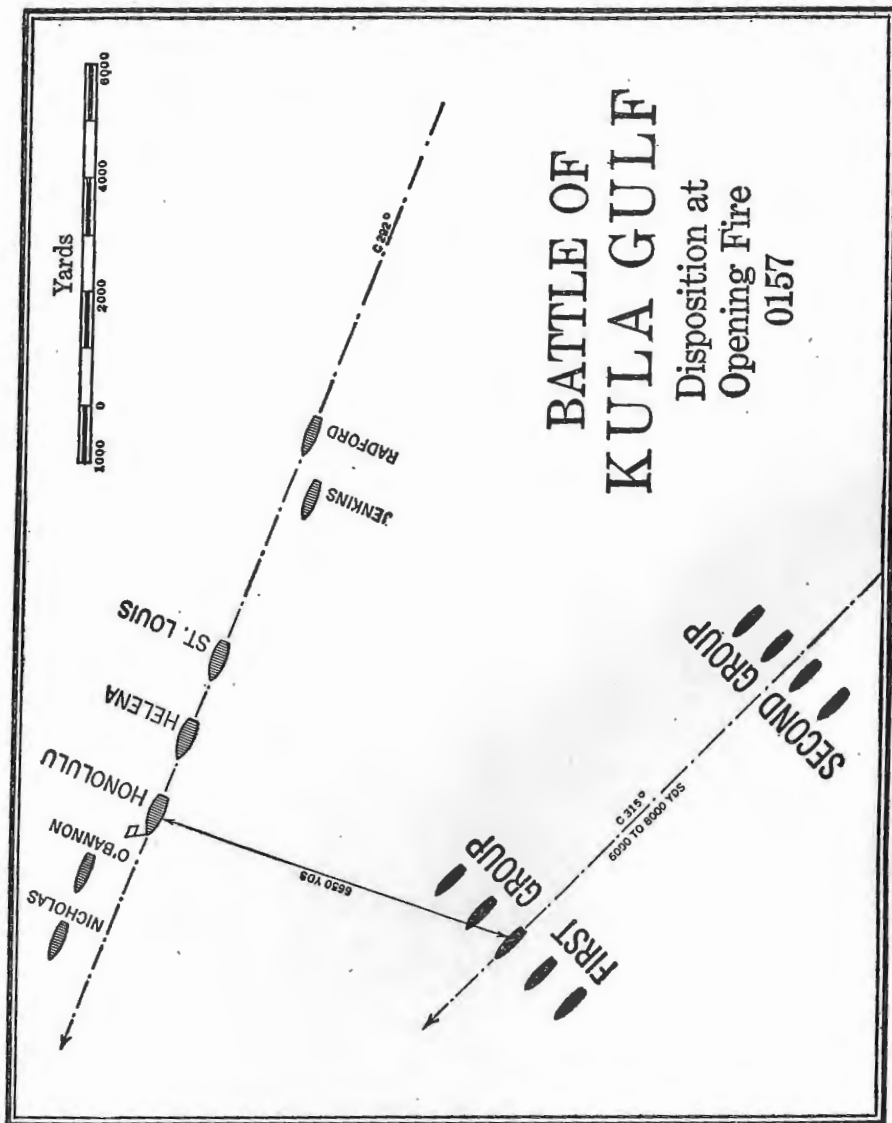 Yards
1000 0 2000 4000 6000
C 292°
NICHOLAS
O'BANNON
HONOLULU
HELENA
ST. LOUIS
JENKINS
RADFORD
6650 YDS
FIRST GROUP
C 315°
6000 TO 8000 YDS
SECOND GROUP
BATTLE OF
KULA GULF
Disposition at
Opening Fire
0157